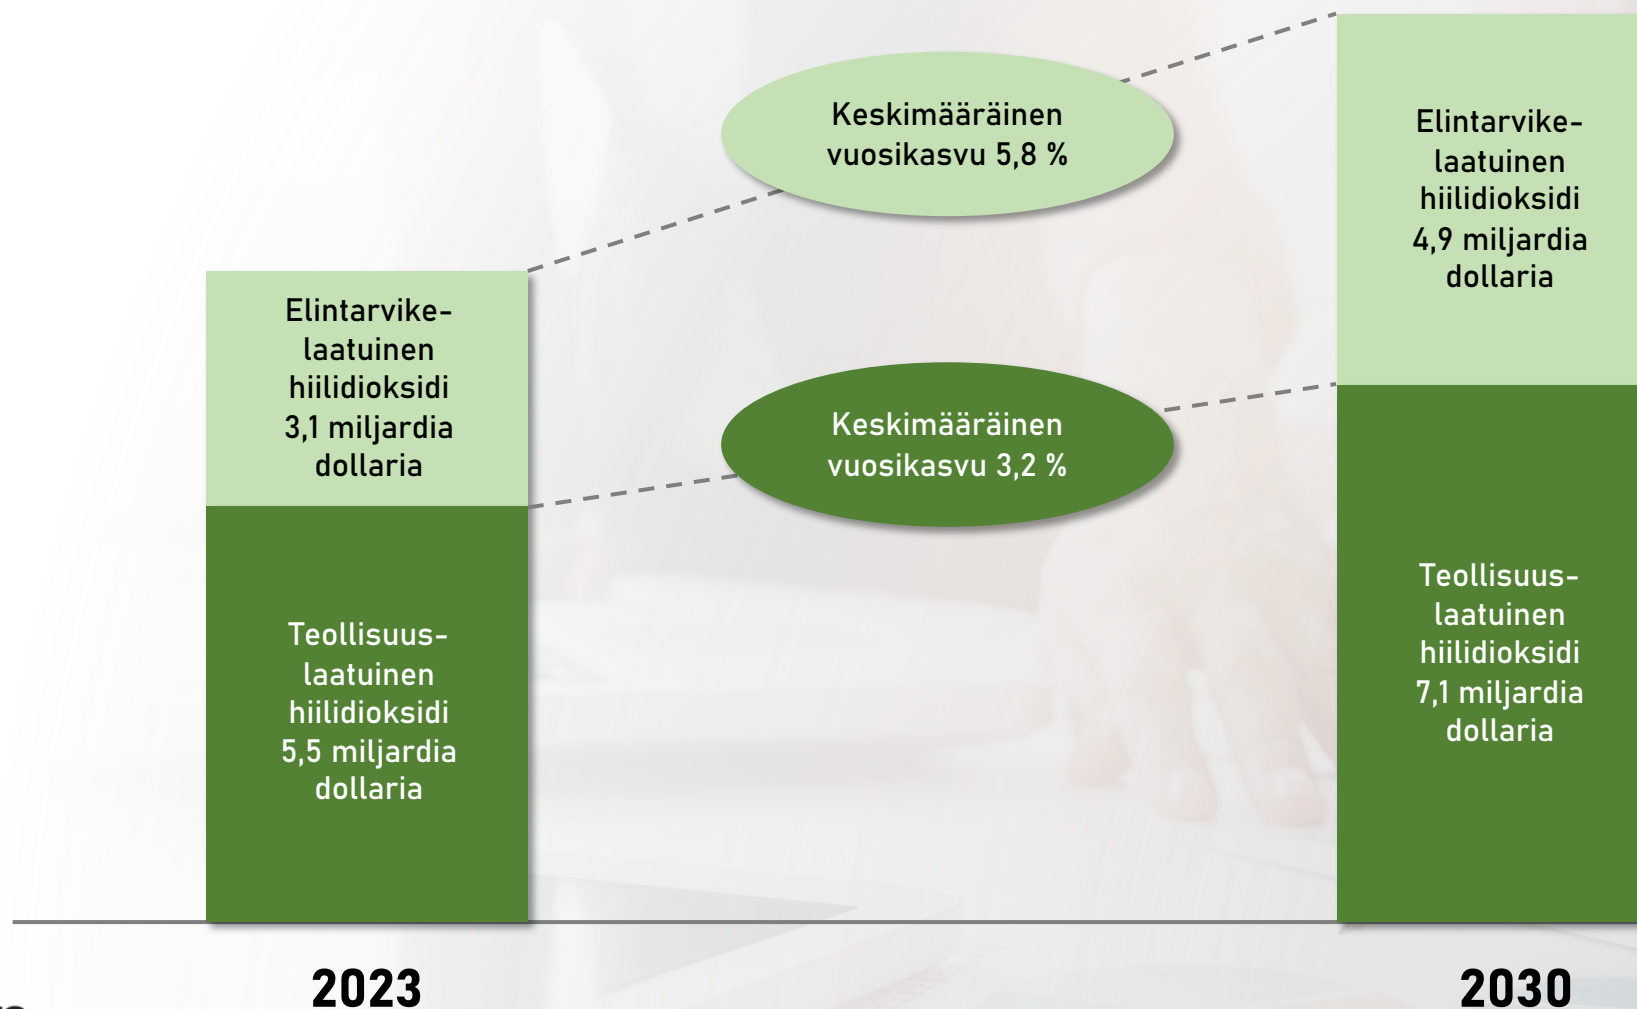 Keskimääräinen
vuosikasvu 5,8 %
Elintarvike-
laatuinen
hiilidioksidi
4,9 miljardia
dollaria
Elintarvike-
laatuinen
hiilidioksidi
3,1 miljardia
dollaria
Keskimääräinen
vuosikasvu 3,2 %
Teollisuus-
laatuinen
hiilidioksidi
7,1 miljardia
dollaria
Teollisuus-
laatuinen
hiilidioksidi
5,5 miljardia
dollaria
2023
2030